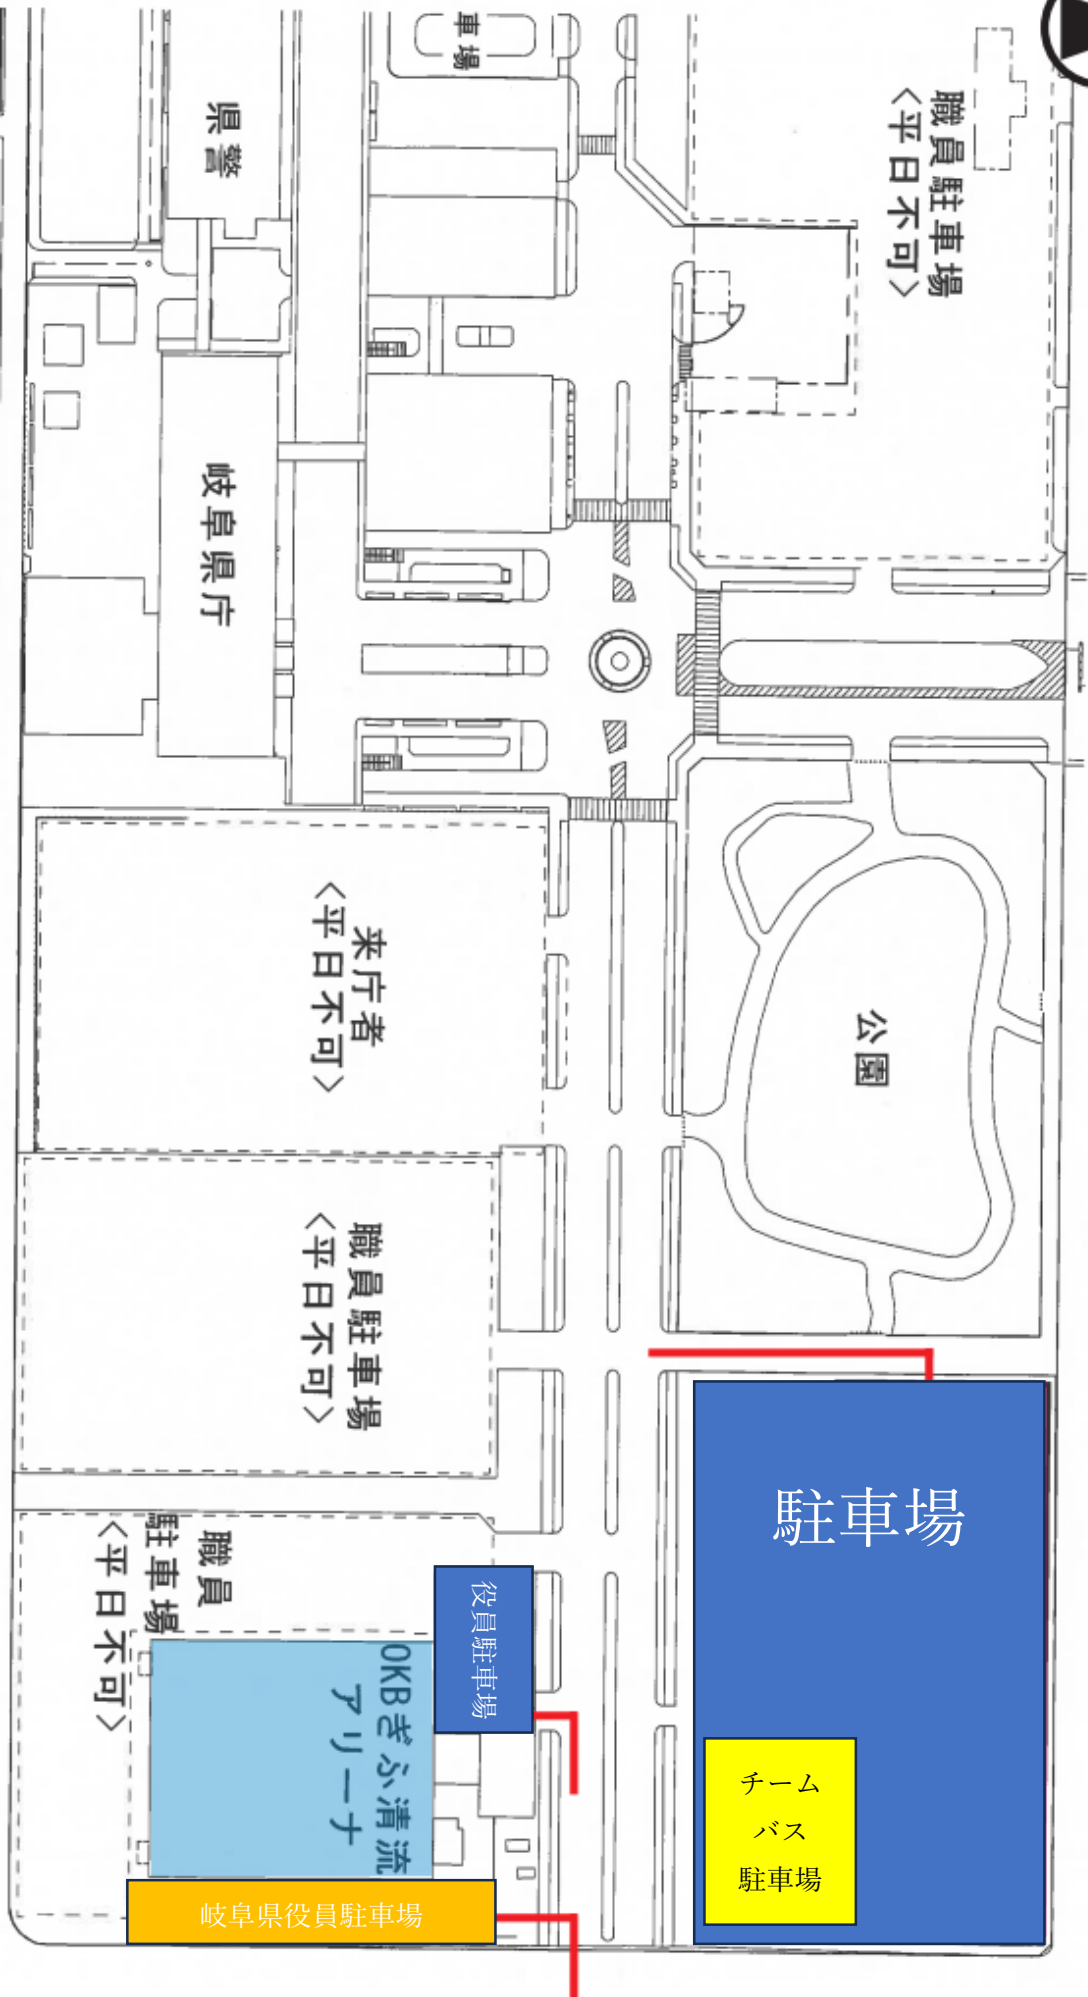 車場
県警
職員駐車場
<平日不可>
岐阜県庁
来庁者
<平日不可>
公園
職員駐車場
<平日不可>
駐車場
職員
駐車場
<平日不可>
役員駐車場
OKBぎふ清流
アリーナ
チーム
バス
駐車場
岐阜県役員駐車場